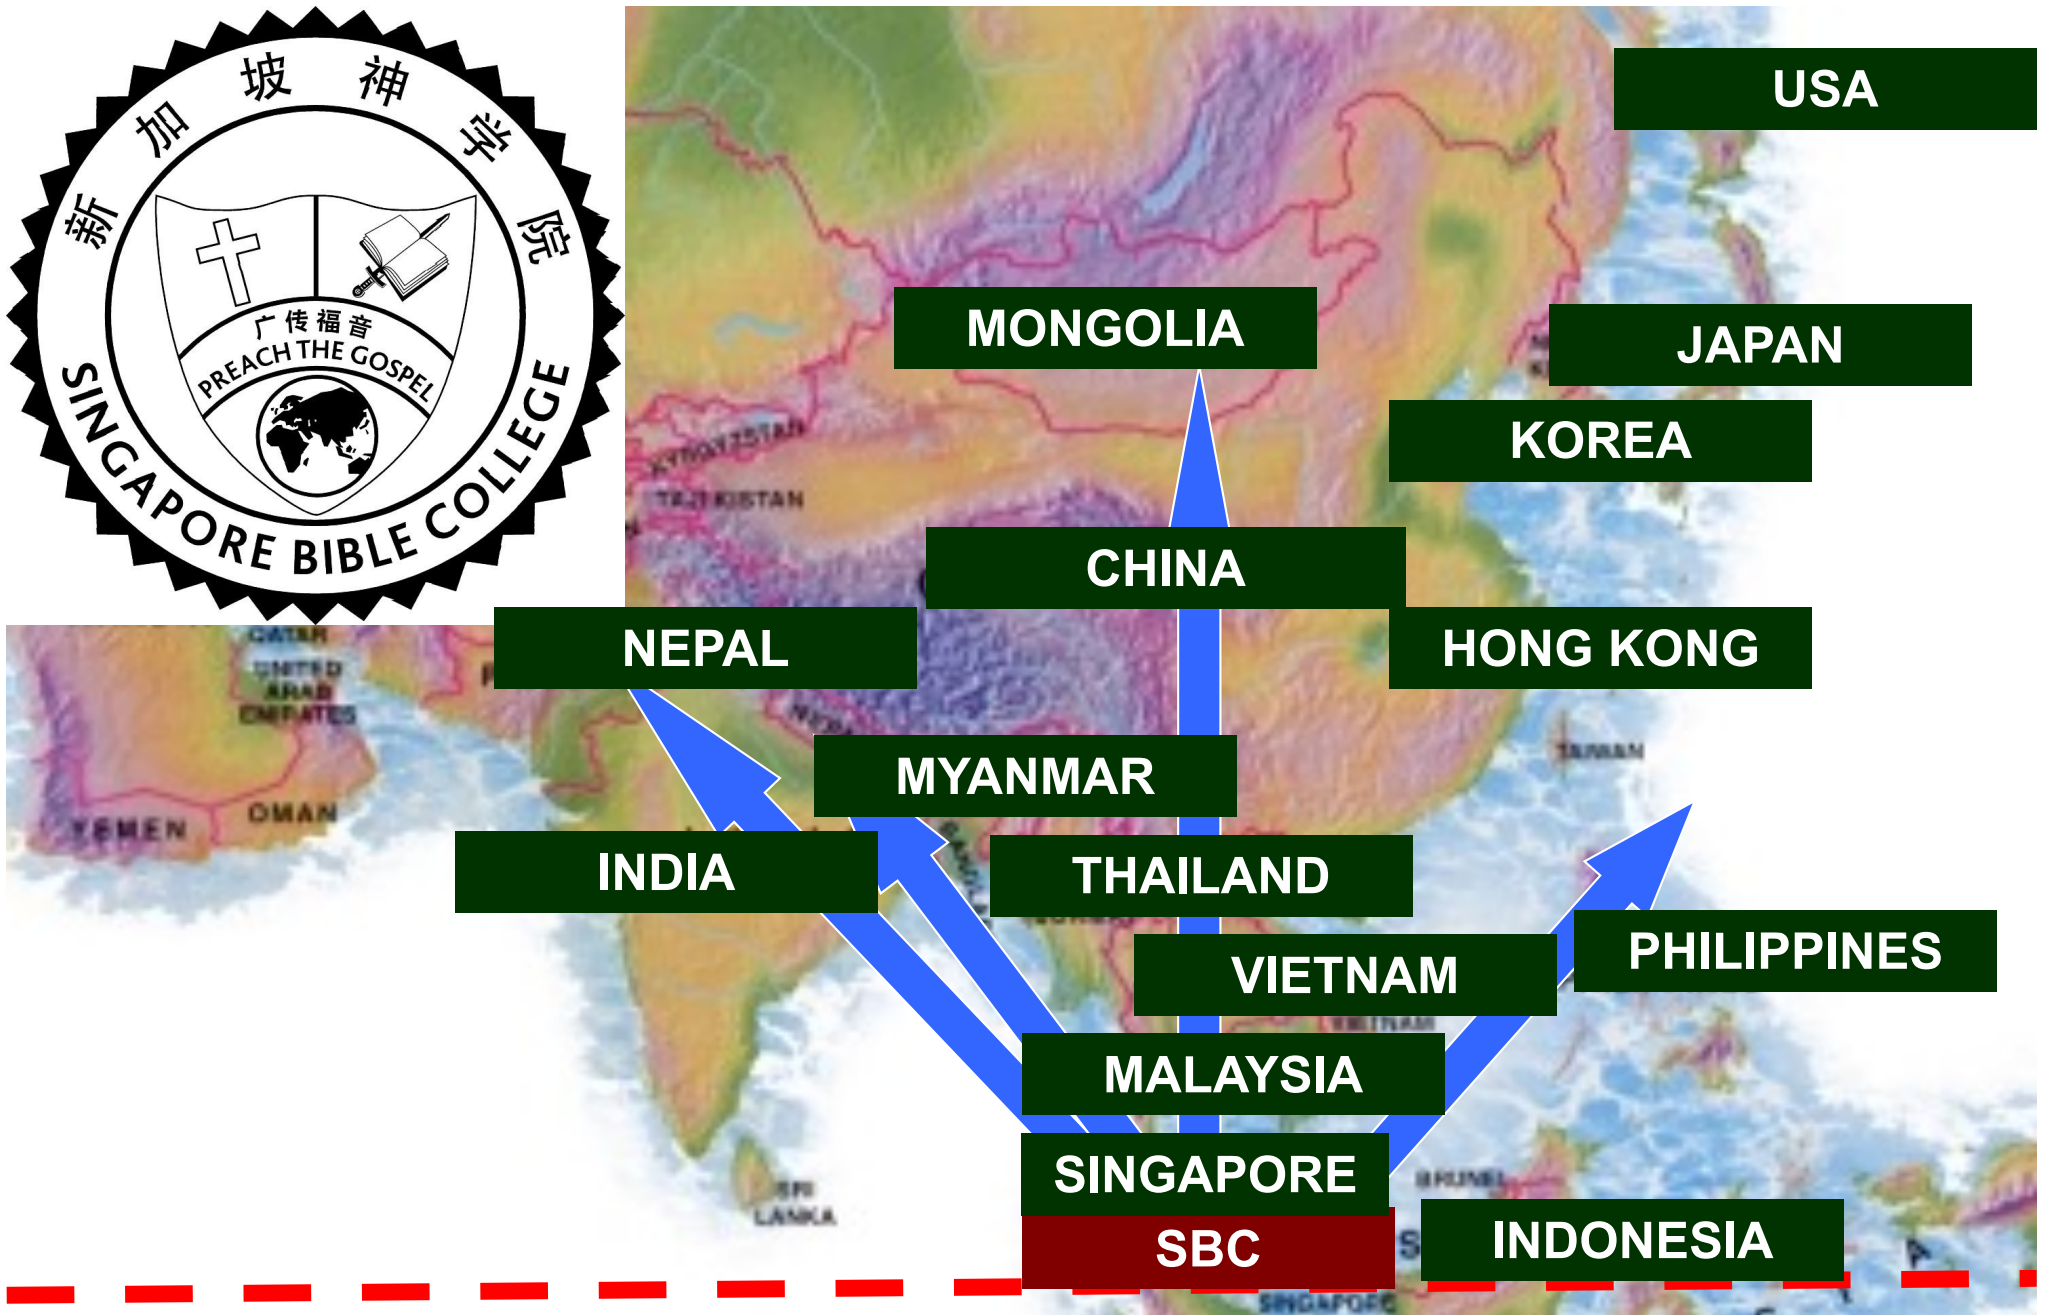 新加坡神学院
广传福音
PREACH THE GOSPEL
SINGAPORE BIBLE COLLEGE
USA
MONGOLIA
JAPAN
KOREA
KYRGYZSTAN
TAJIKISTAN
CHINA
NEPAL
HONG KONG
QATAR
UNITED
ARAB
EMIRATES
TAIWAN
MYANMAR
OMAN
YEMEN
INDIA
THAILAND
PHILIPPINES
VIETNAM
VIETNAM
MALAYSIA
SINGAPORE
BRUNEI
SRI
LANKA
SBC
INDONESIA
SINGAPORE